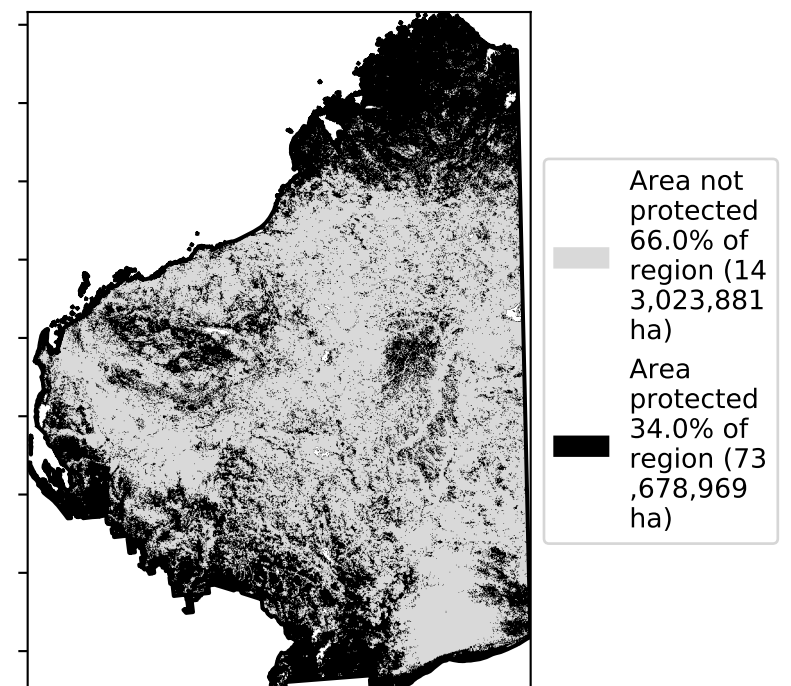 Area not
protected
66.0% of
region (14
3,023,881
ha)
Area
protected
34.0% of
region (73
,678,969
ha)